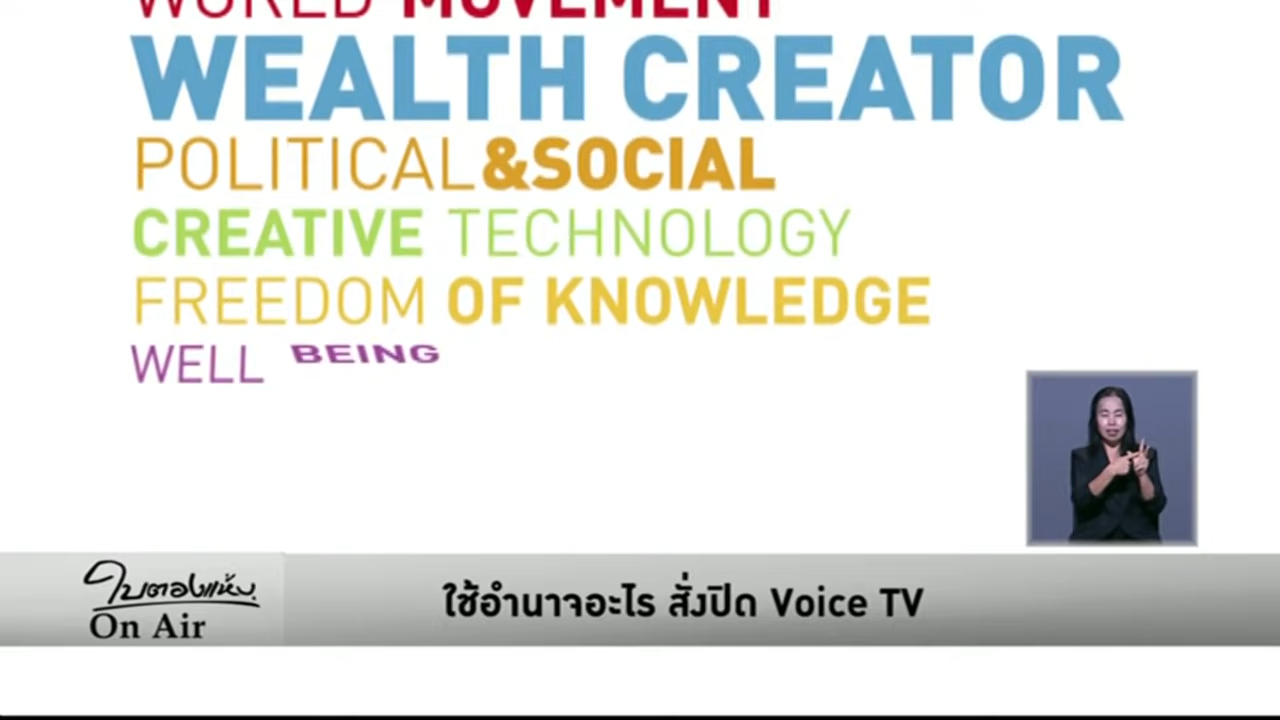 WORLD MOVEMENT
WEALTH CREATOR
POLITICAL &SOCIAL
CREATIVE TECHNOLOGY
FREEDOM OF KNOWLEDGE
WELL BEING
ใบตองแห้ง
On Air
ใช้อำนาจอะไร สั่งปิด Voice TV